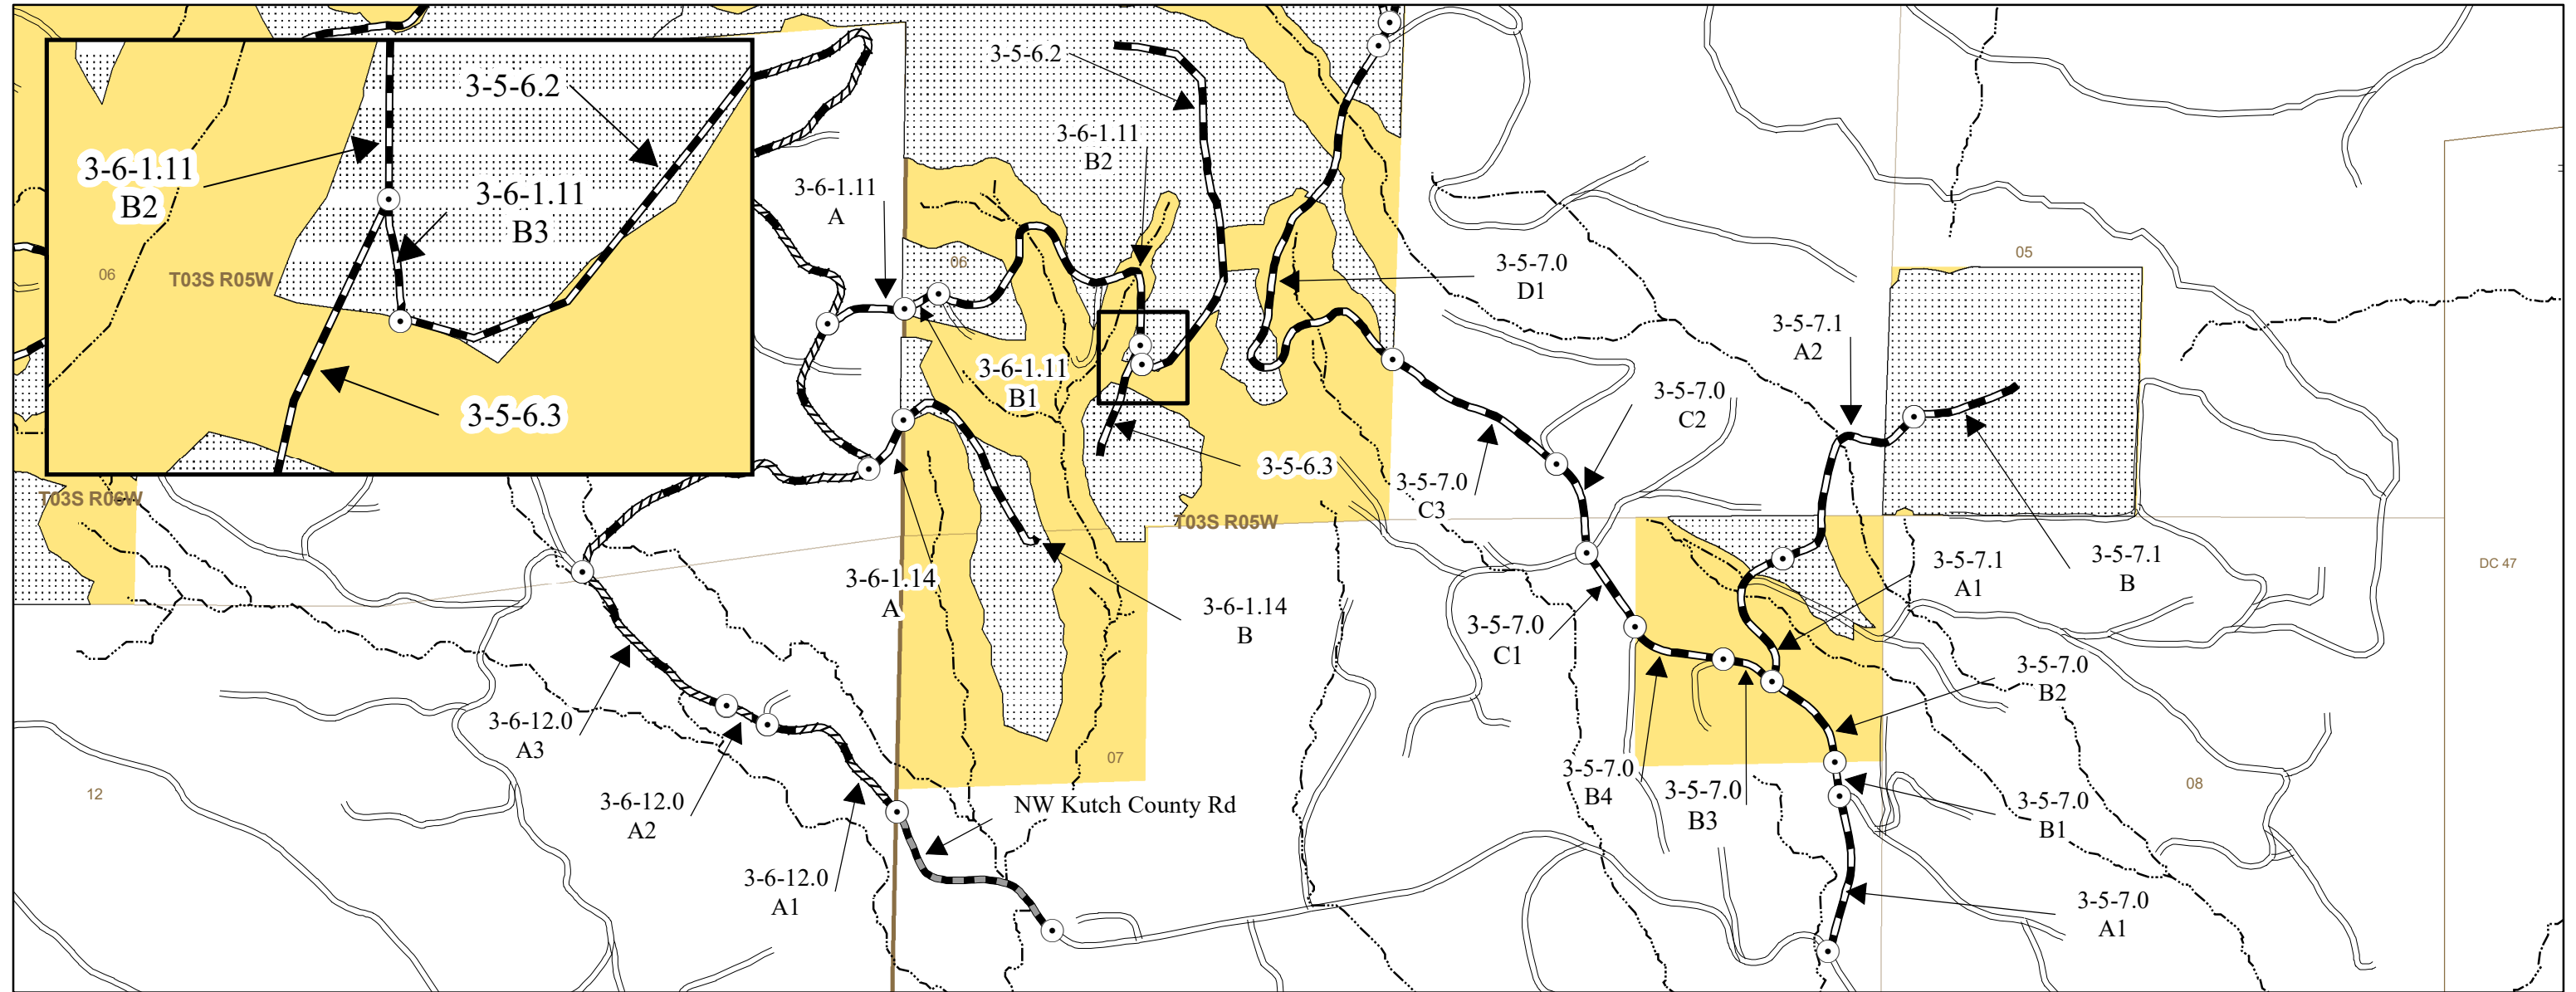 3-5-6.2
3-6-1.11
B2
3-6-1.11
B3
06
T03S R05W
3-5-6.3
3-5-6.2
3-6-1.11
B2
3-6-1.11
A
06
3-6-1.11
B1
3-5-6.3
3-5-7.0
D1
3-5-7.1
A2
05
3-5-7.0
C2
3-5-7.0
C3
T03S R06W
T03S R05W
3-6-1.14
A
3-6-1.14
B
3-5-7.0
C1
3-5-7.1
A1
3-5-7.1
B
DC 47
3-5-7.0
B2
3-6-12.0
A3
3-6-12.0
A2
3-6-12.0
A1
07
NW Kutch County Rd
12
3-5-7.0
B4
3-5-7.0
B3
3-5-7.0
B1
08
3-5-7.0
A1